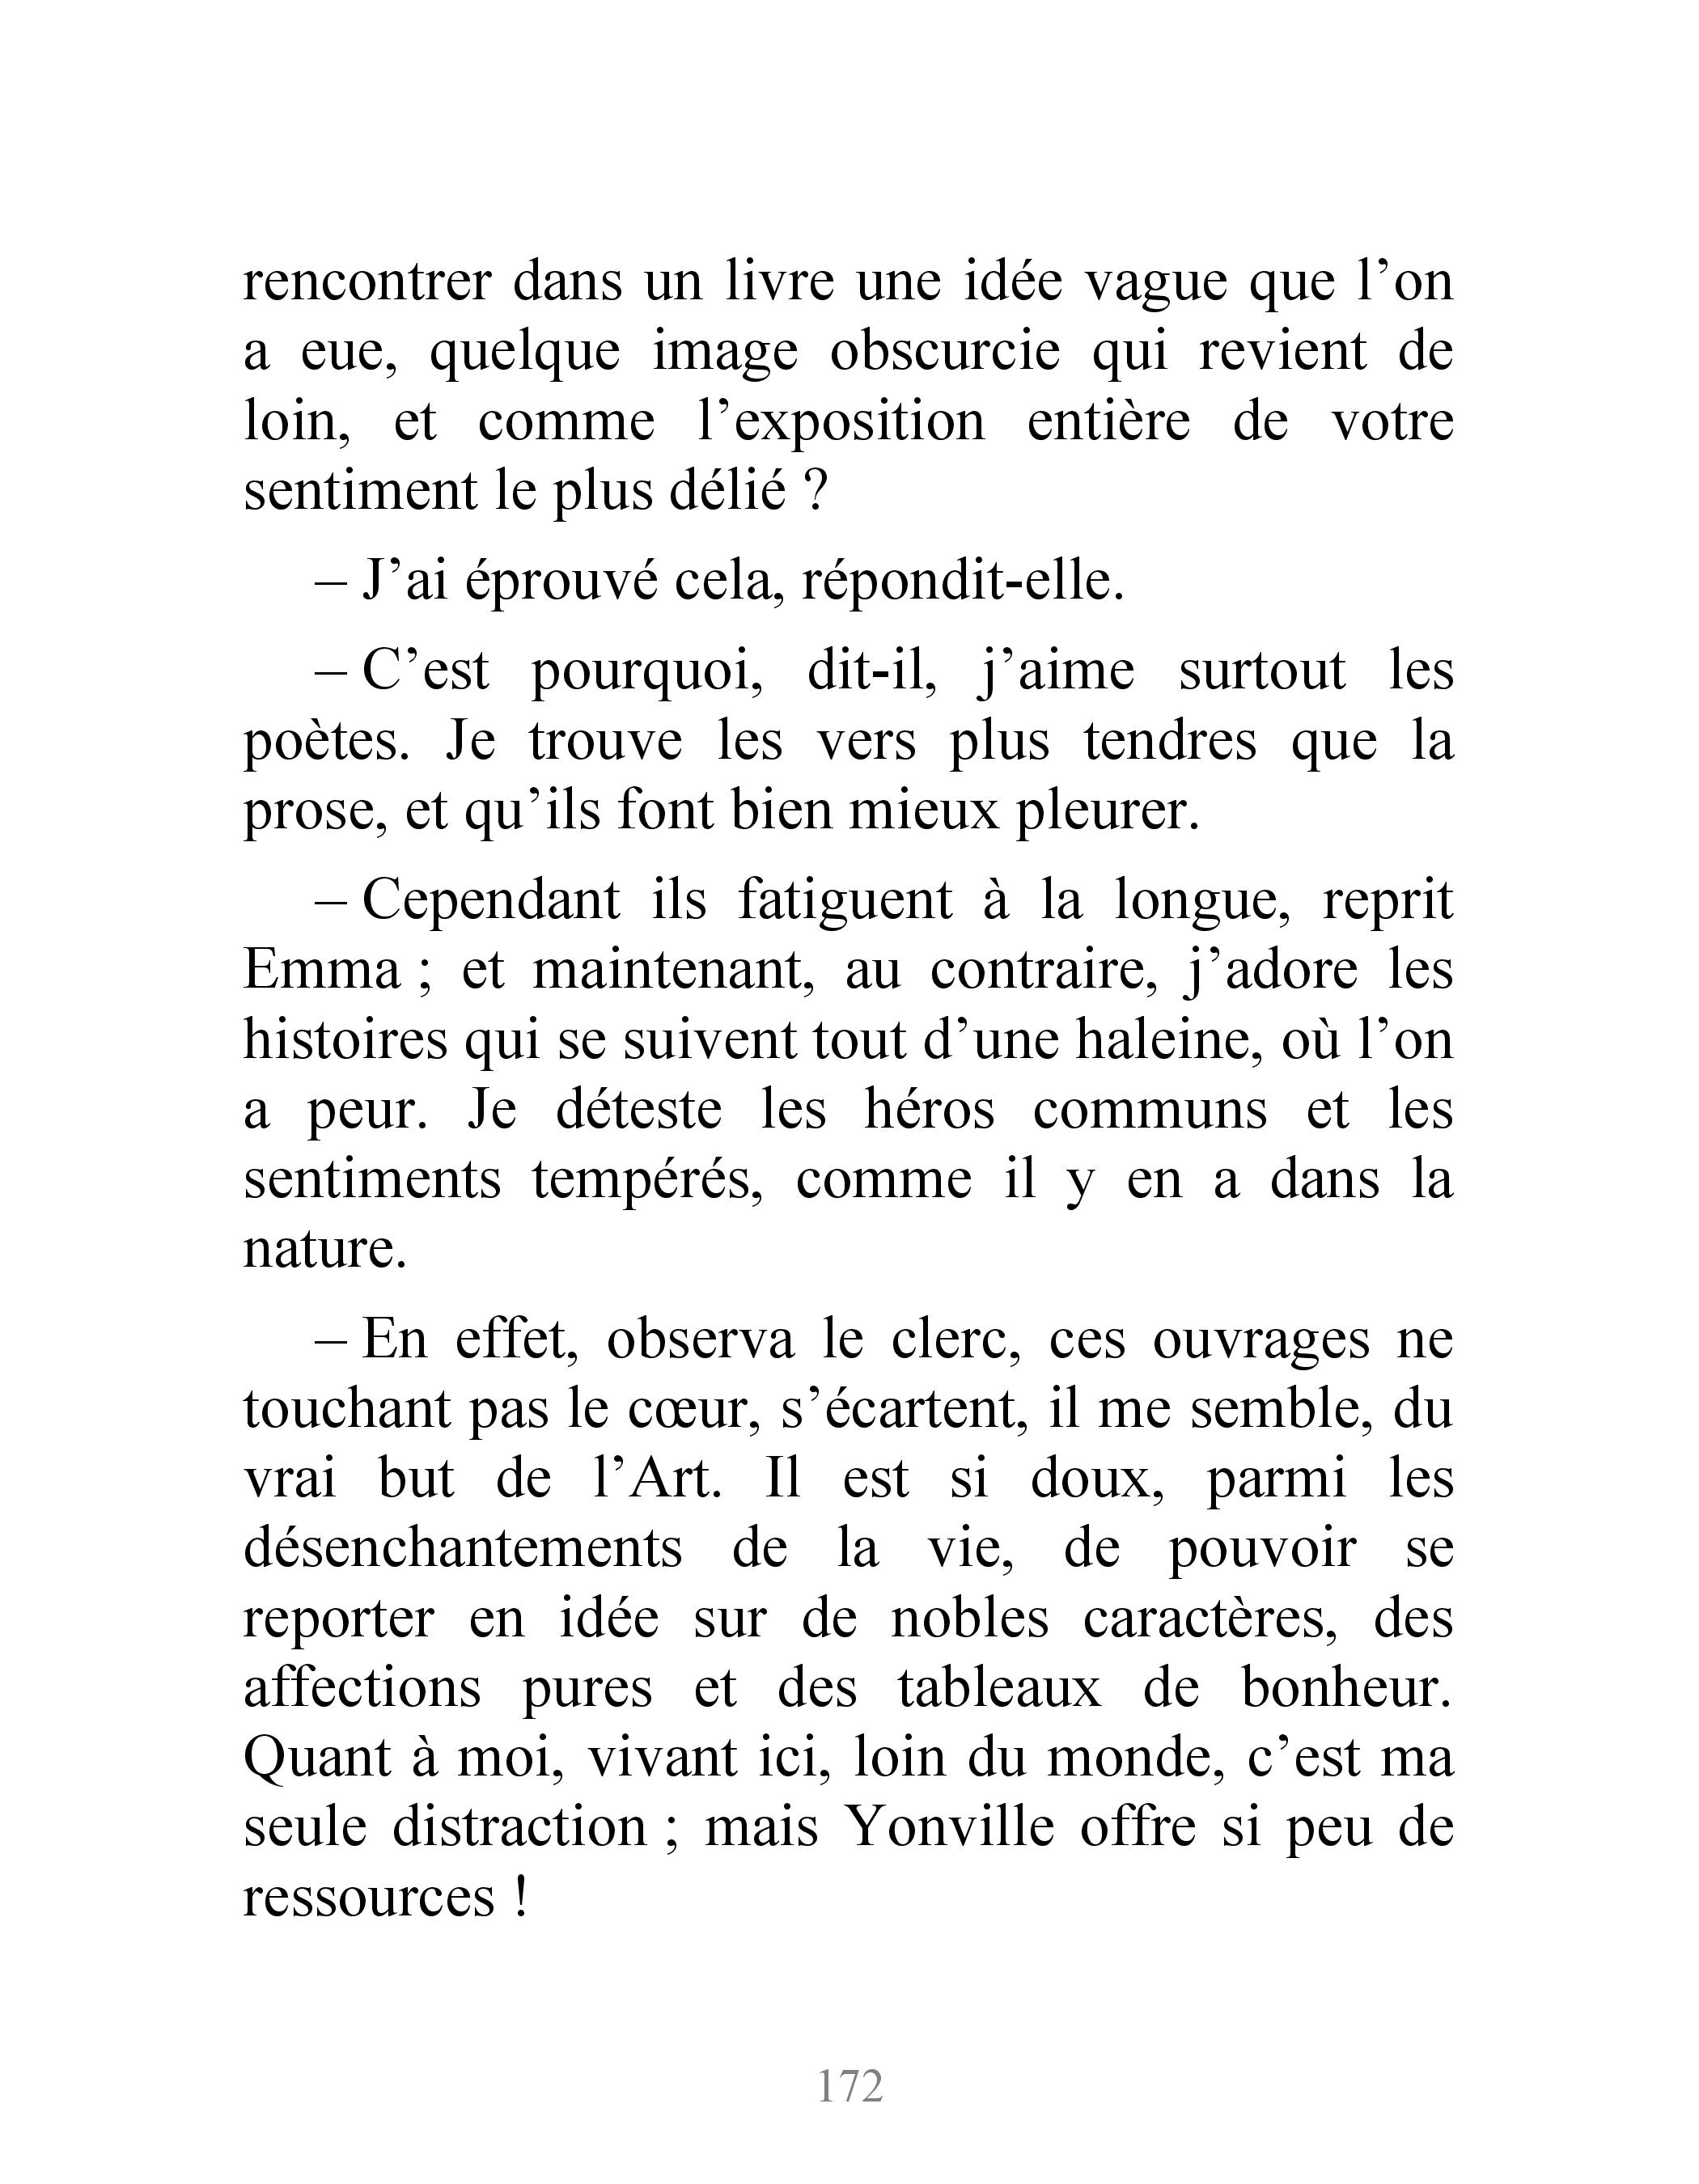 rencontrer dans un livre une idée vague que l’on
a eue, quelque image obscurcie qui revient de
loin, et comme l’exposition entière de votre
sentiment le plus délié ?
– J’ai éprouvé cela, répondit-elle.
– C’est pourquoi, dit-il, j’aime surtout les
poètes. Je trouve les vers plus tendres que la
prose, et qu’ils font bien mieux pleurer.
– Cependant ils fatiguent à la longue, reprit
Emma ; et maintenant, au contraire, j’adore les
histoires qui se suivent tout d’une haleine, où l’on
a peur. Je déteste les héros communs et les
sentiments tempérés, comme il y en a dans la
nature.
– En effet, observa le clerc, ces ouvrages ne
touchant pas le cœur, s’écartent, il me semble, du
vrai but de l’Art. Il est si doux, parmi les
désenchantements de la vie, de pouvoir se
reporter en idée sur de nobles caractères, des
affections pures et des tableaux de bonheur.
Quant à moi, vivant ici, loin du monde, c’est ma
seule distraction ; mais Yonville offre si peu de
ressources !
172